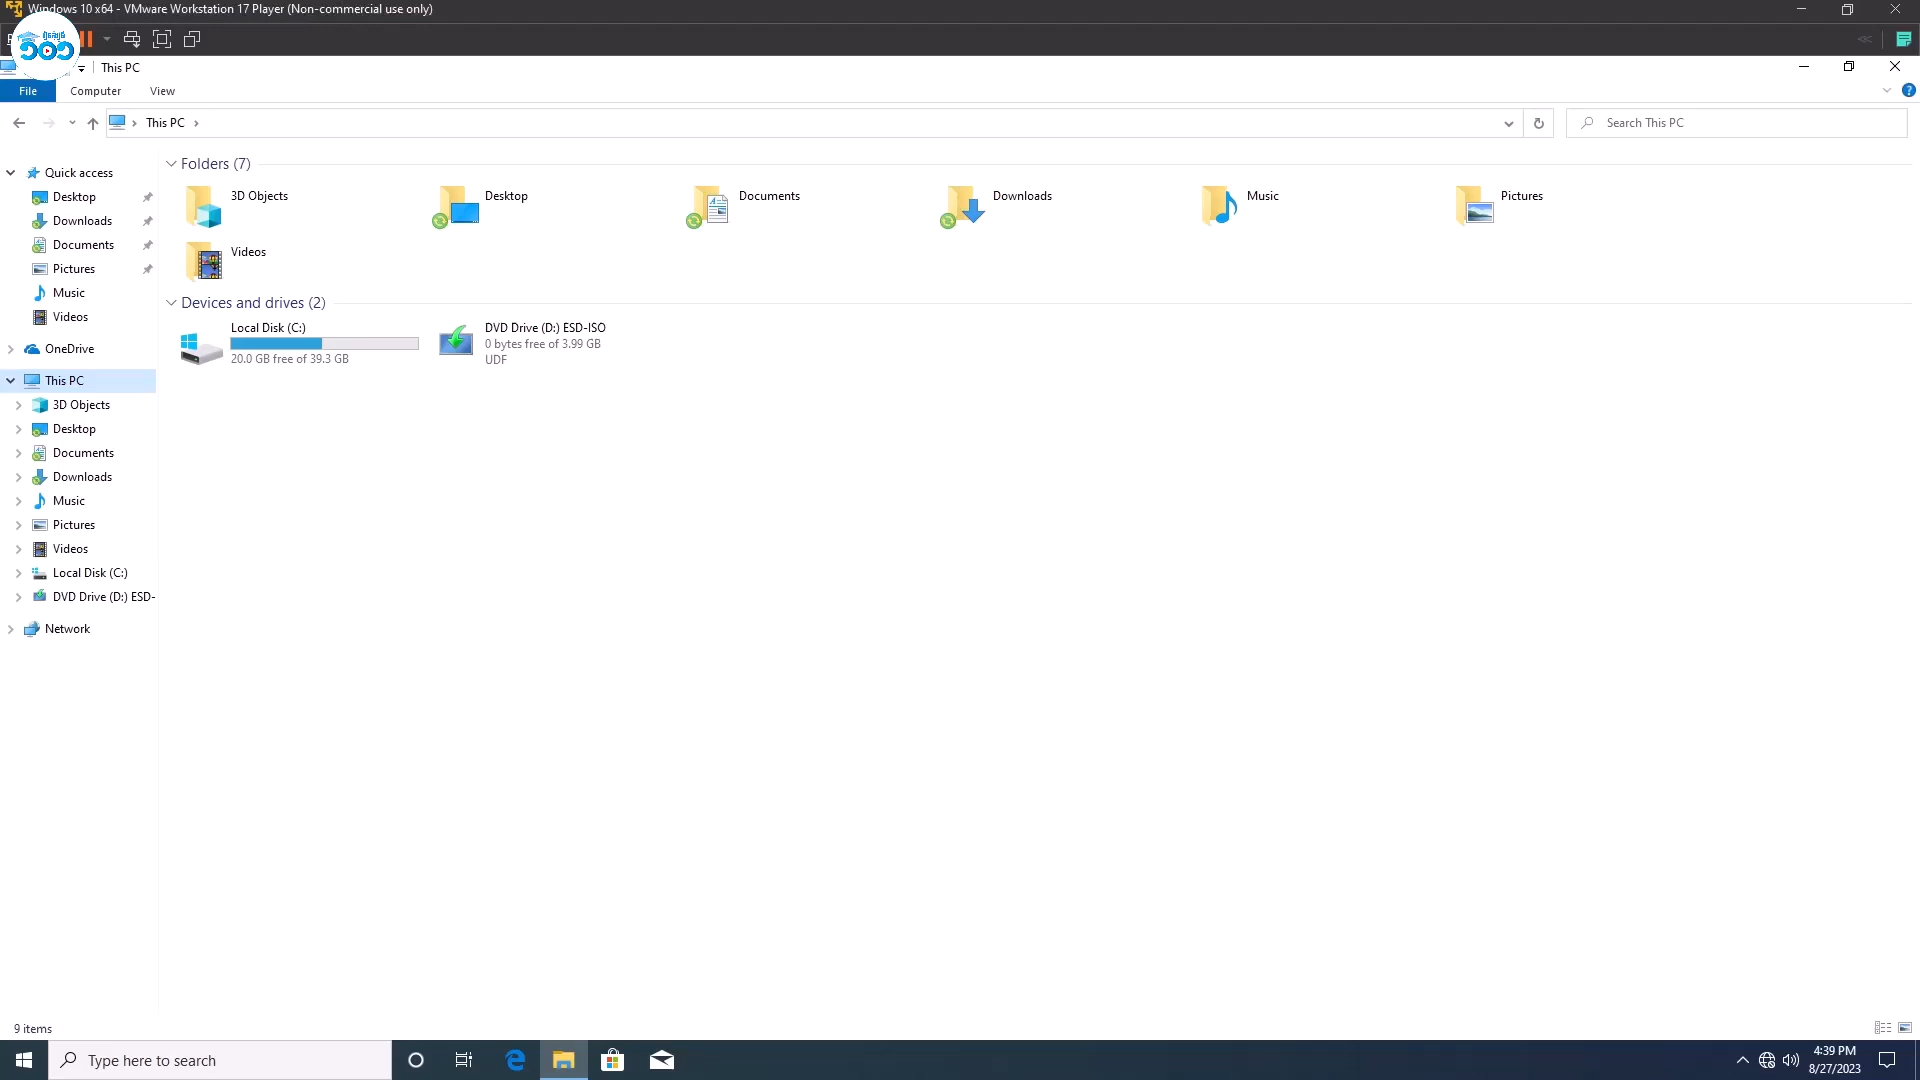 Windows 10 x64 - VMware Workstation 17 Player (Non-commercial use only)
This PC
File
Computer
View
This PC
Search This PC
Quick access
Desktop
Downloads
Documents
Pictures
Music
Videos
OneDrive
This PC
3D Objects
Desktop
Documents
Downloads
Music
Pictures
Videos
Local Disk (C:)
DVD Drive (D:) ESD-
Network
Folders (7)
3D Objects
Desktop
Documents
Downloads
Music
Pictures
Videos
Devices and drives (2)
Local Disk (C:)
20.0 GB free of 39.3 GB
DVD Drive (D:) ESD-ISO
0 bytes free of 3.99 GB
UDF
9 items
Type here to search
4:39 PM
8/27/2023